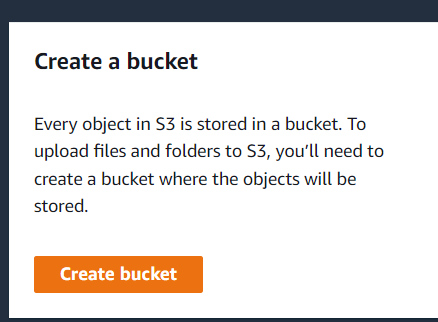 Create a bucket
Every object in S3 is stored in a bucket. To
upload files and folders to S3, you’ll need to
create a bucket where the objects will be
stored.
Create bucket